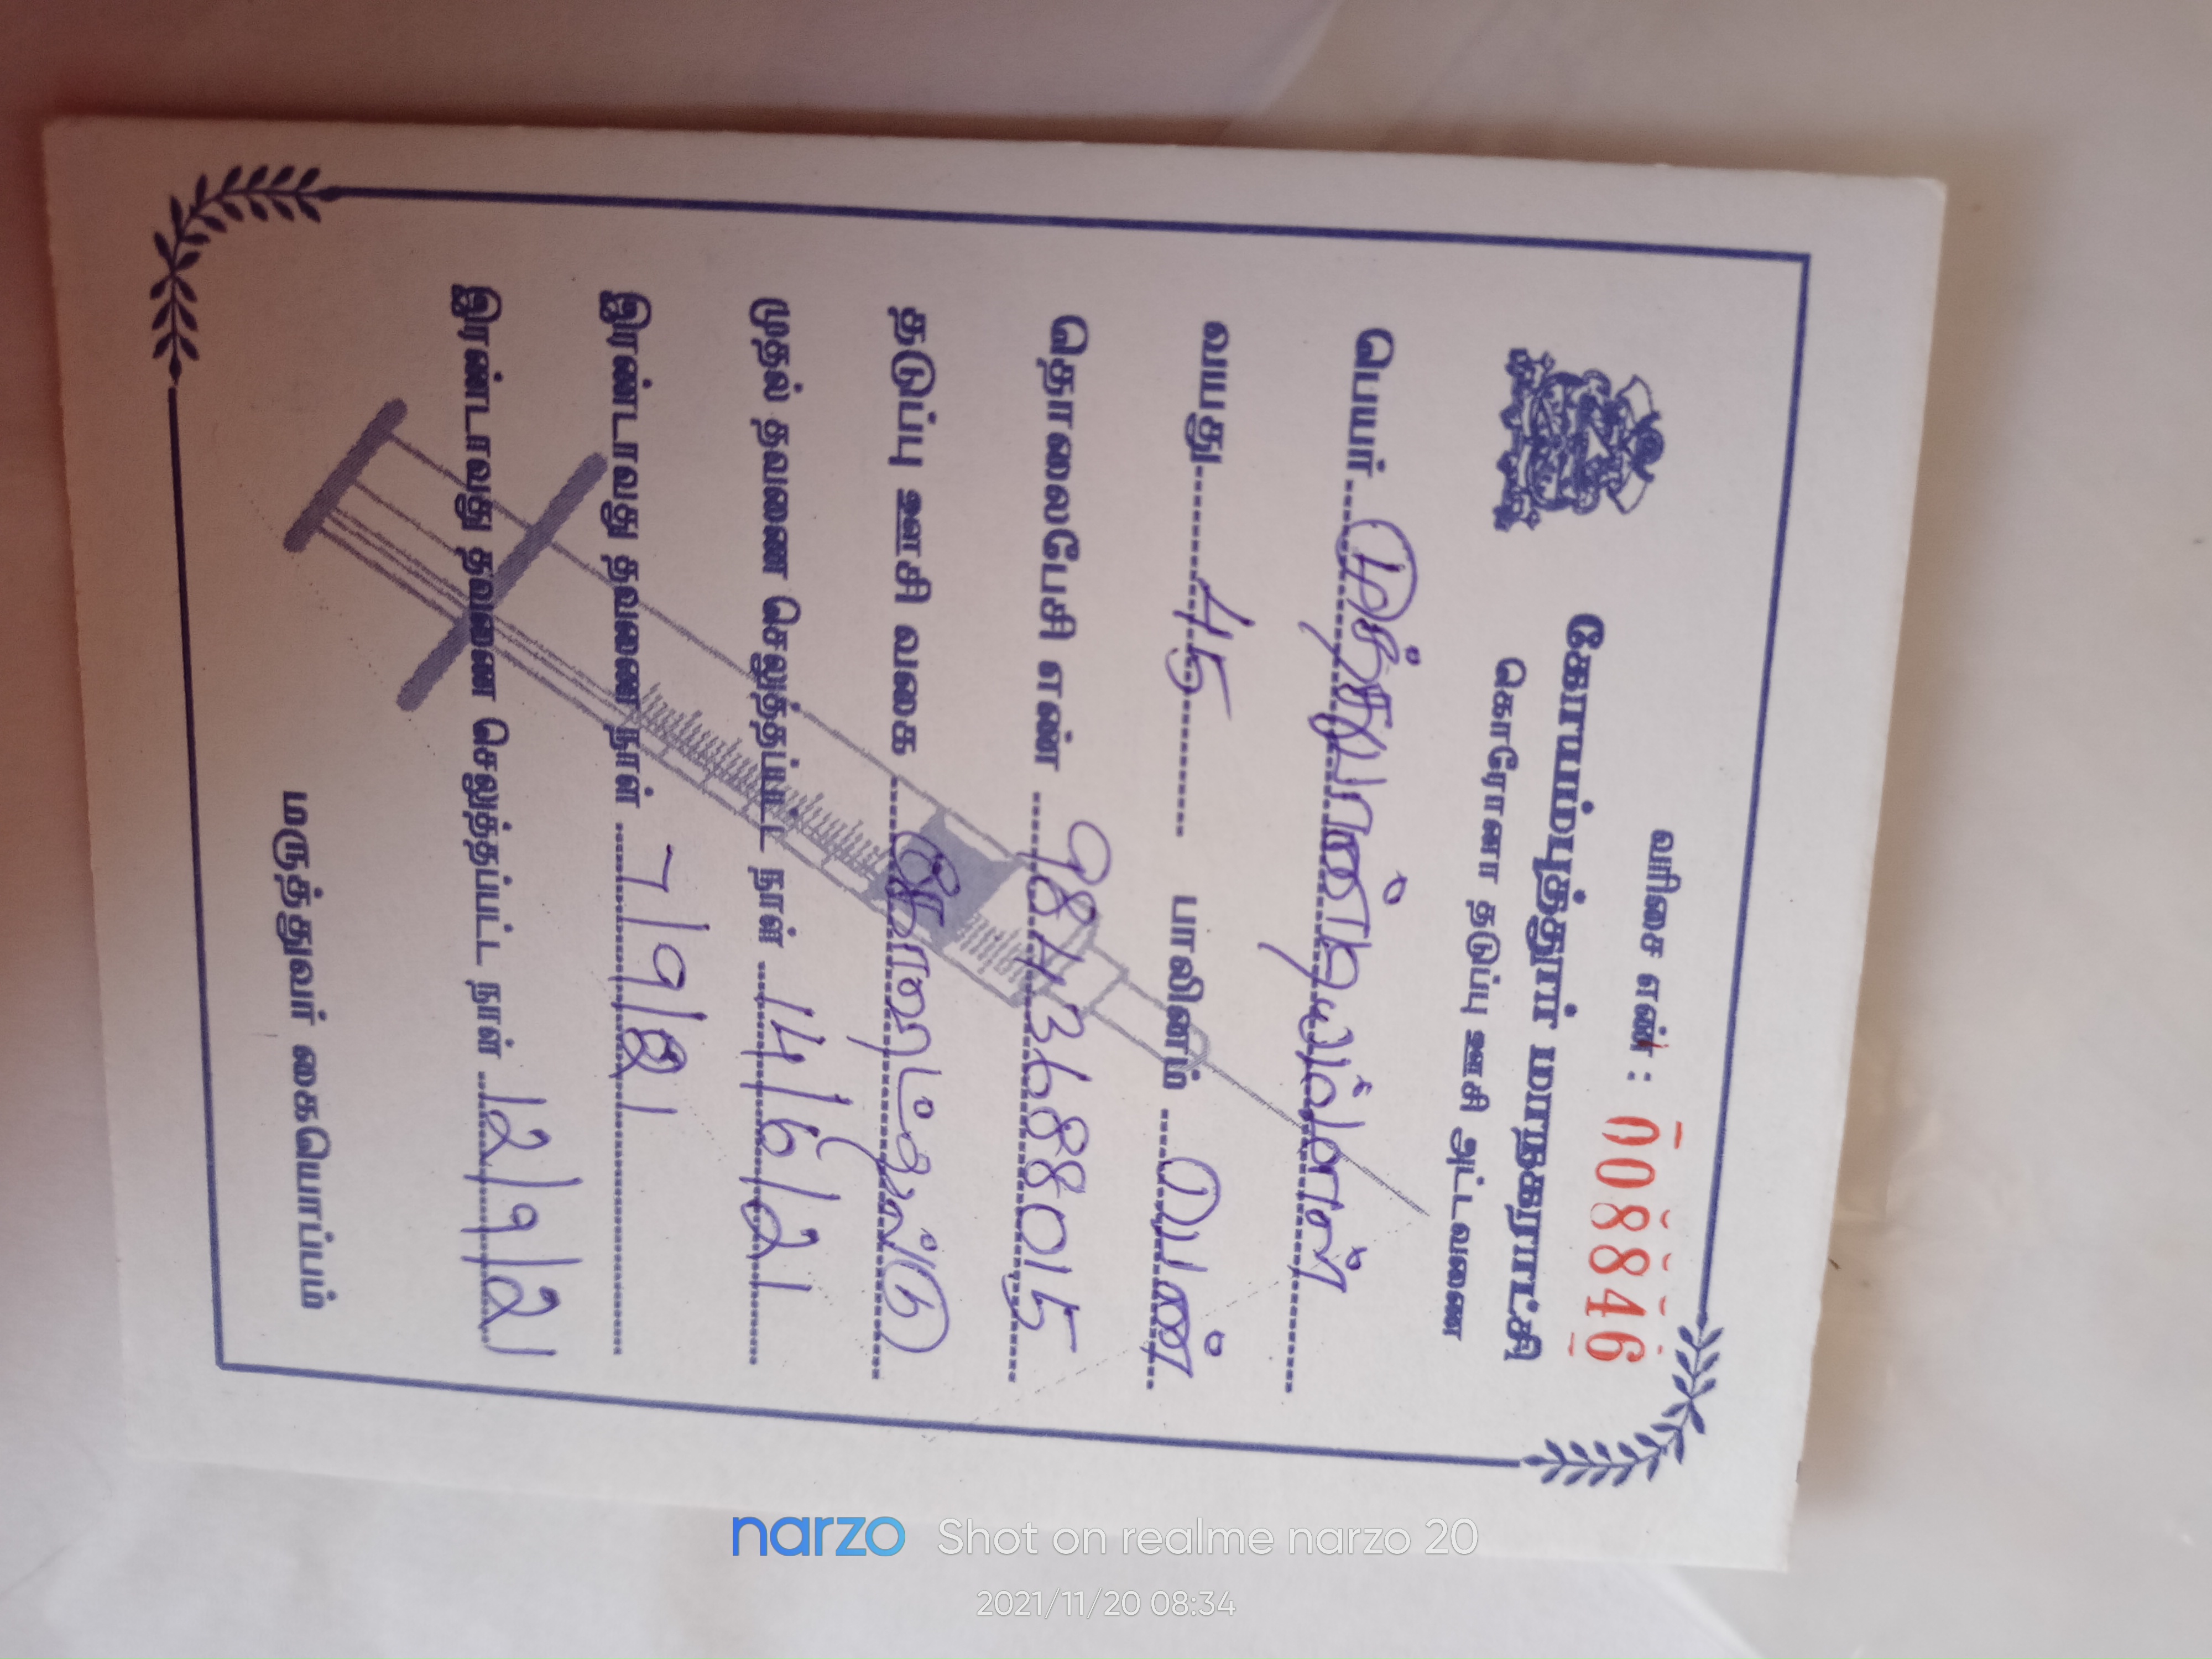 வரிசை எண் : 008846
கோயம்புத்தூர் மாநகராட்சி
கொரோனா தடுப்பு ஊசி அட்டவணை
பெயர்
வயது 45 பாலினம் பெண்
தொலைபேசி எண் 9843688015
தடுப்பு ஊசி வகை கோவிஷீல்டு
முதல் தவணை செலுத்தப்பட்ட நாள் 14/6/21
இரண்டாவது தவணை நாள் 7/9/21
இரண்டாவது தவணை செலுத்தப்பட்ட நாள் 12/9/21
மருத்துவர் கையொப்பம்
narzo Shot on realme narzo 20
2021/11/20 08:34